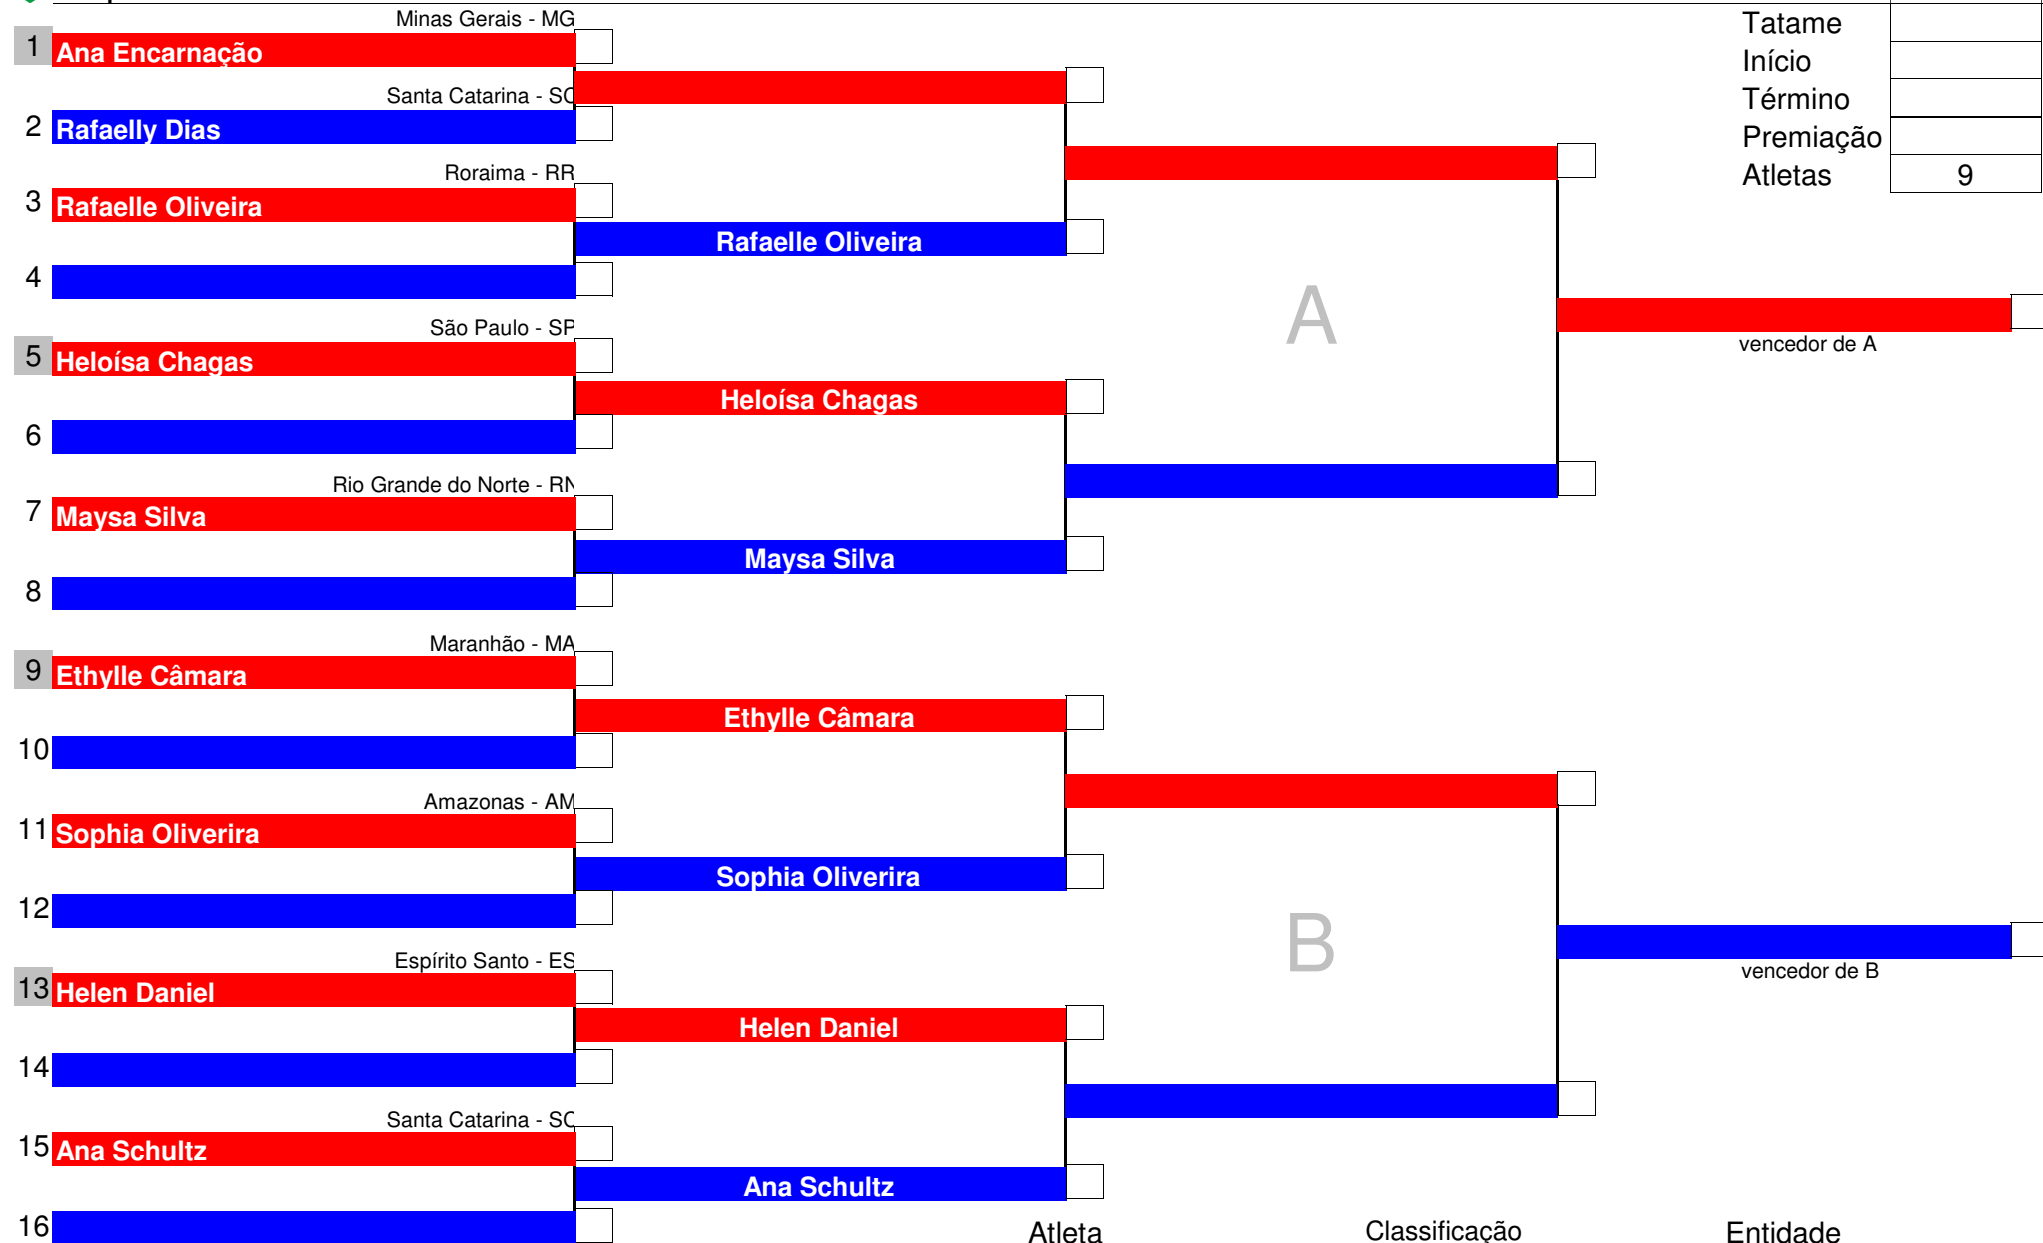 Minas Gerais - MG
Tatame
1 Ana Encarnação
Início
Santa Catarina - SC
Término
2 Rafaelly Dias
Premiação
Roraima - RR
Atletas 9
3 Rafaelle Oliveira
Rafaelle Oliveira
4
A
São Paulo - SP
vencedor de A
5 Heloísa Chagas
Heloísa Chagas
6
Rio Grande do Norte - RN
7 Maysa Silva
Maysa Silva
8
Maranhão - MA
9 Ethylle Câmara
Ethylle Câmara
10
Amazonas - AM
11 Sophia Oliverira
Sophia Oliverira
12
B
Espírito Santo - ES
vencedor de B
13 Helen Daniel
Helen Daniel
14
Santa Catarina - SC
15 Ana Schultz
Ana Schultz
16
Atleta Classificação Entidade